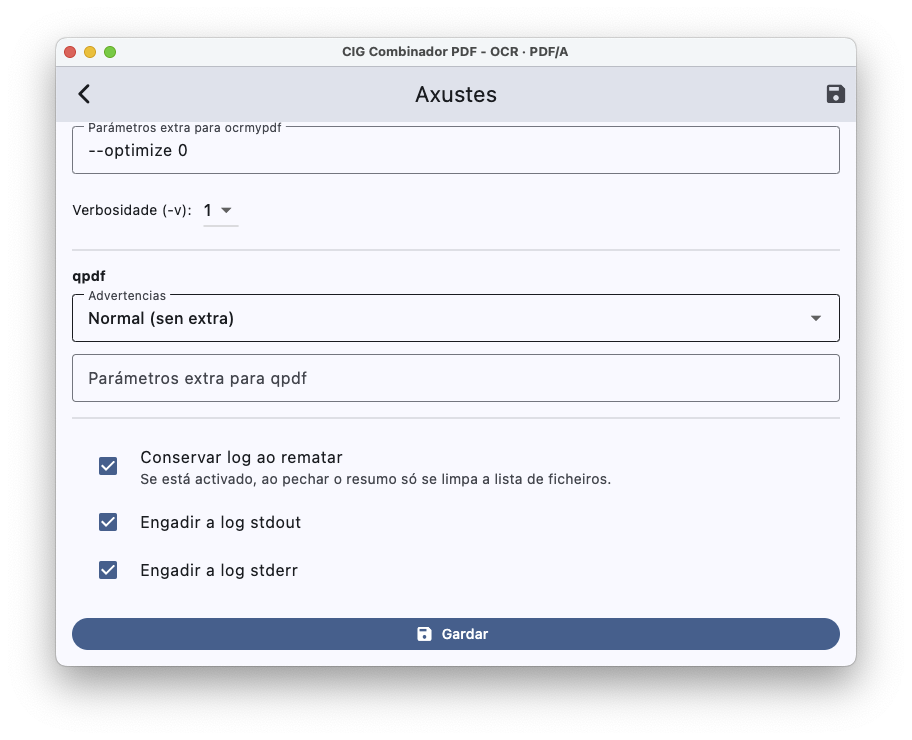 CIG Combinador PDF - OCR · PDF/A
Axustes
Parámetros extra para ocrmypdf
--optimize 0
Verbosidade (-v): 1
qpdf
Advertencias
Normal (sen extra)
Parámetros extra para qpdf
Conservar log ao rematar
Se está activado, ao pechar o resumo só se limpa a lista de ficheiros.
Engadir a log stdout
Engadir a log stderr
Gardar